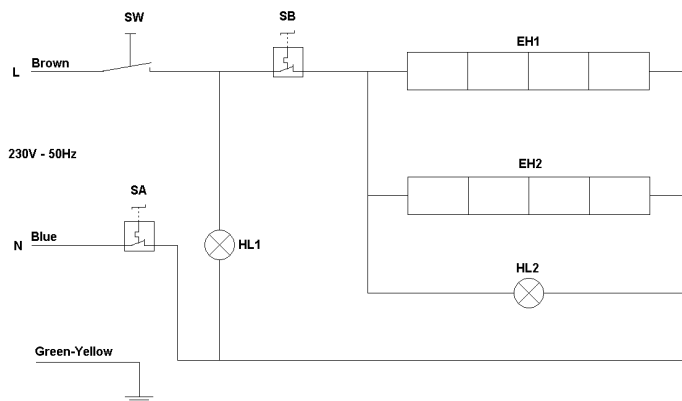 SW
SB
EH1
L
Brown
230V - 50Hz
EH2
SA
N
Blue
HL1
HL2
Green-Yellow